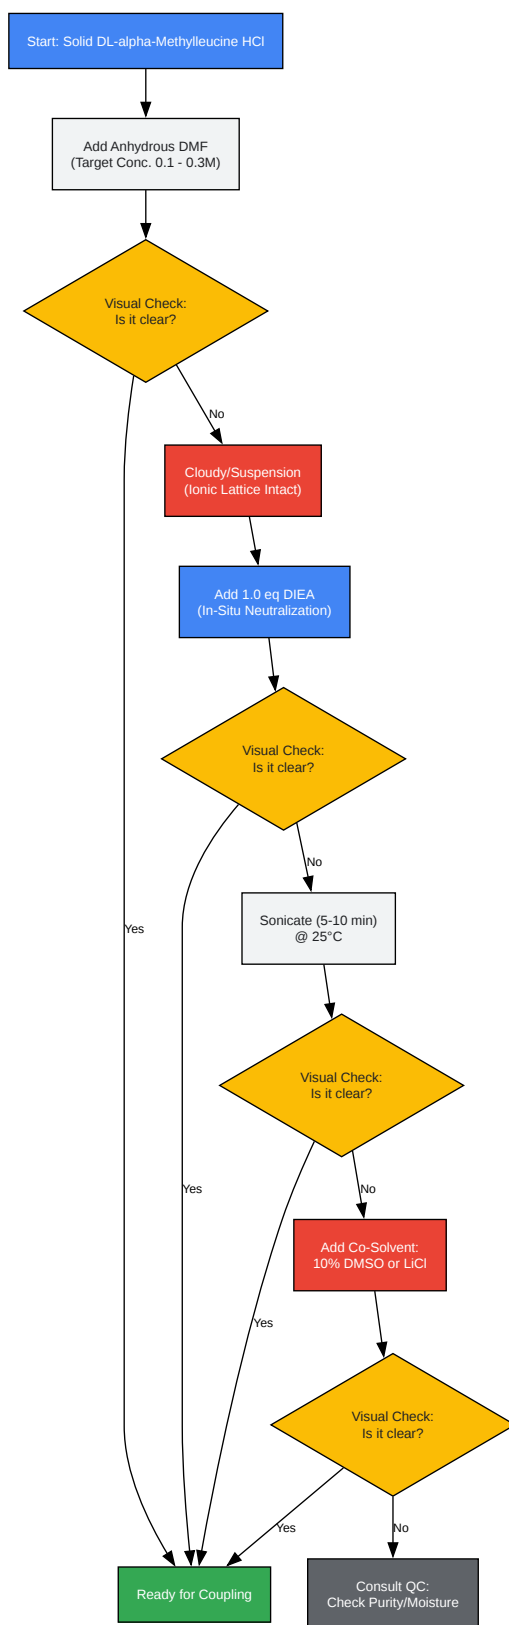 Start: Solid DL-alpha-Methylleucine HCl
Add Anhydrous DMF
(Target Conc. 0.1 - 0.3M)
Visual Check:
Is it clear?
No
Cloudy/Suspension
(Ionic Lattice Intact)
Add 1.0 eq DIEA
(In-Situ Neutralization)
Visual Check:
Is it clear?
No
Sonicate (5-10 min)
@ 25°C
Yes
Visual Check:
Is it clear?
Yes
No
Add Co-Solvent:
10% DMSO or LiCl
Yes
Visual Check:
Is it clear?
Yes
No
Ready for Coupling
Consult QC:
Check Purity/Moisture